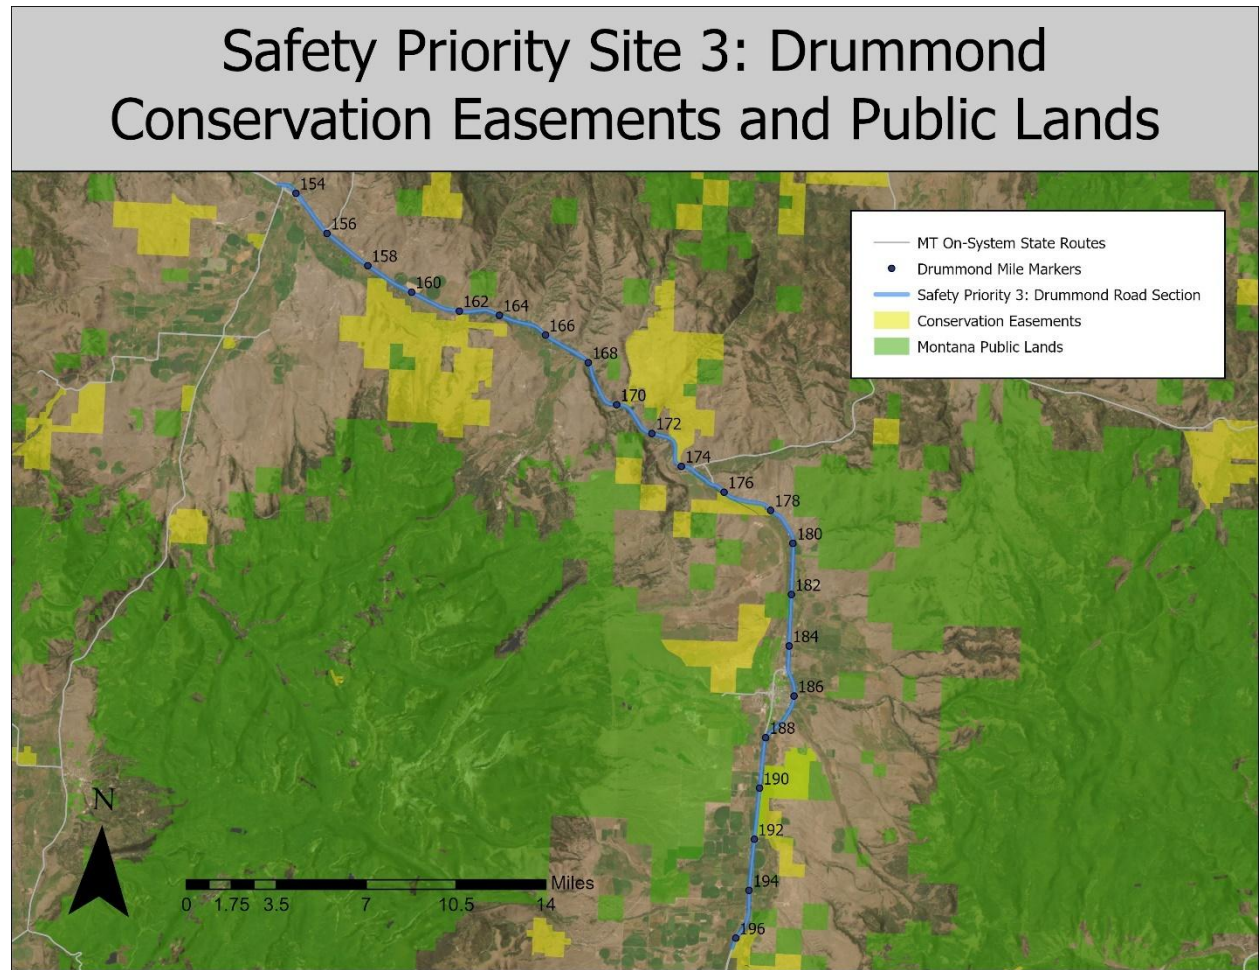 Safety Priority Site 3: Drummond
Conservation Easements and Public Lands
154
156
158
160
162
164
166
168
170
172
174
176
178
180
182
184
186
188
190
192
194
196
MT On-System State Routes
Drummond Mile Markers
Safety Priority 3: Drummond Road Section
Conservation Easements
Montana Public Lands
N
Miles
0 1.75 3.5 7 10.5 14